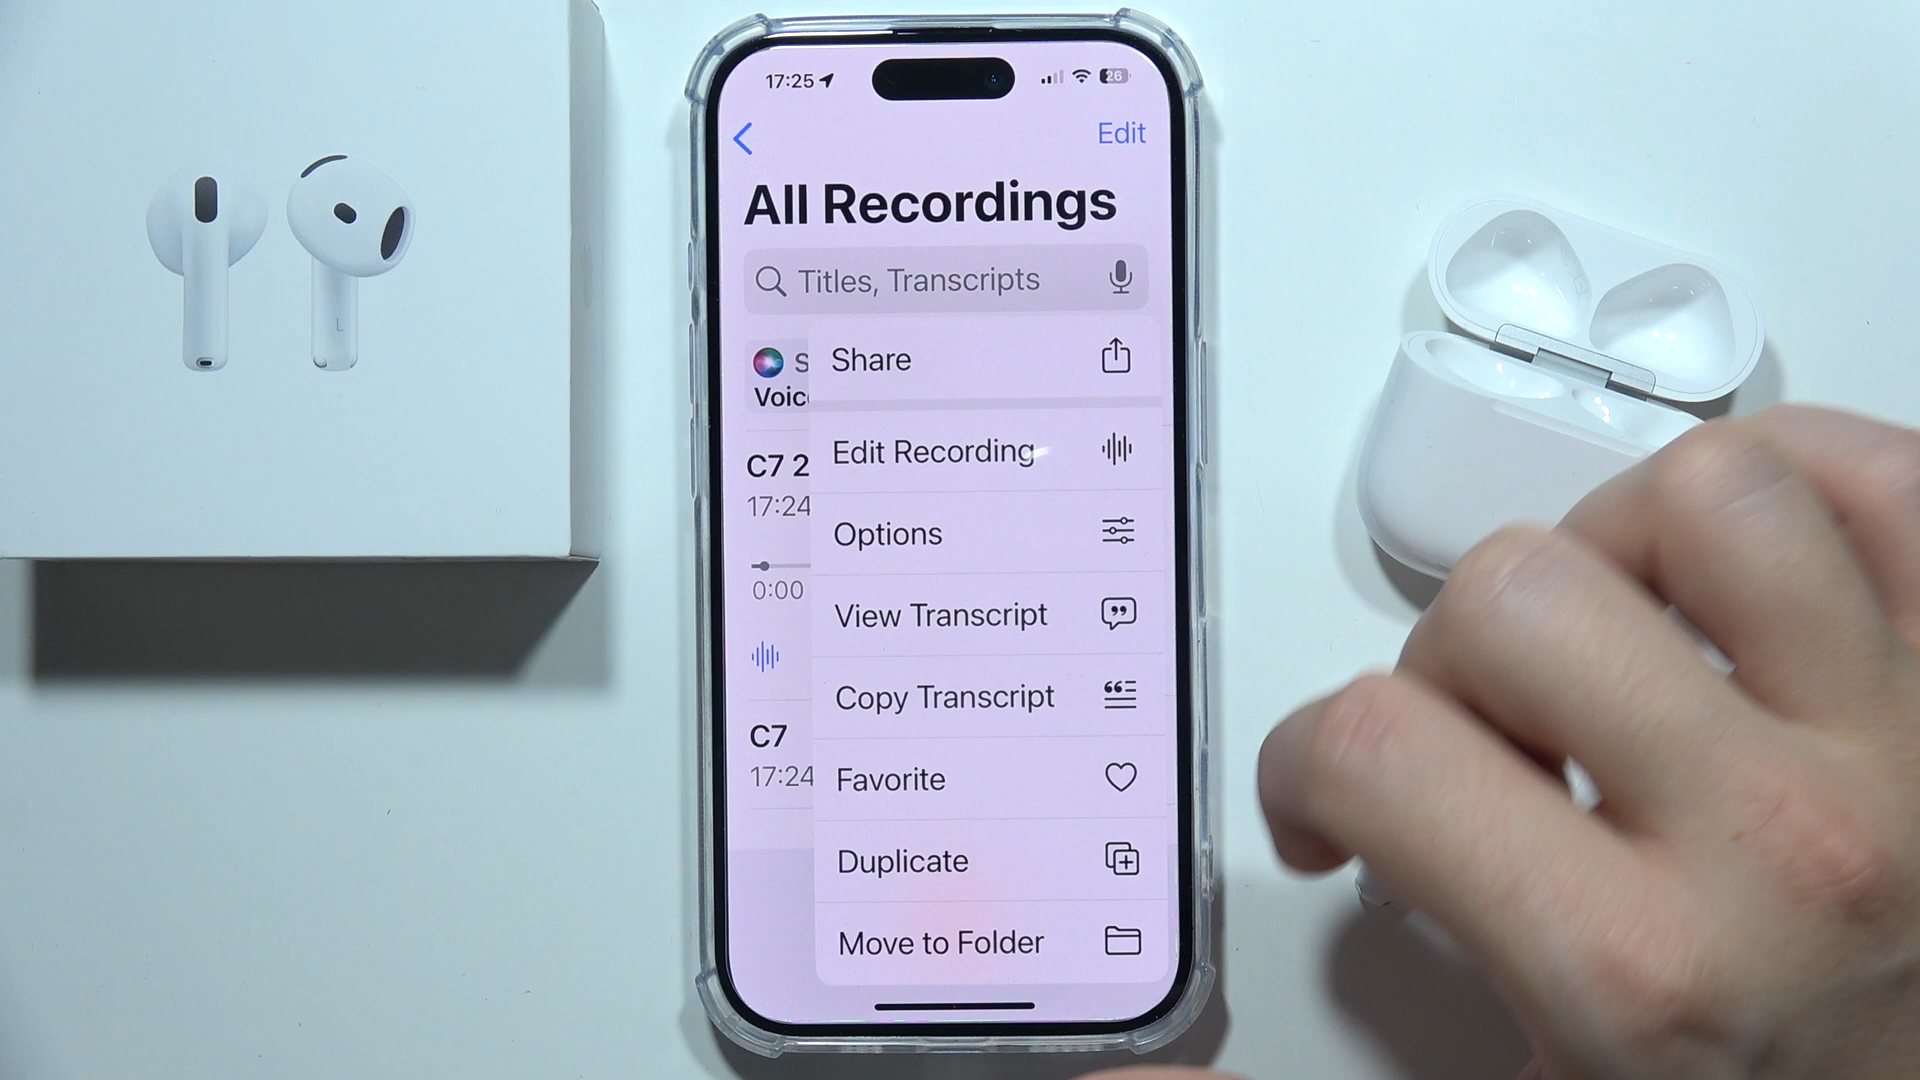 17:25
26
Edit
All Recordings
Titles, Transcripts
Share
S
Voic
Edit Recording
C7 2
17:24
Options
0:00
View Transcript
Copy Transcript
C7
17:24
Favorite
Duplicate
Move to Folder
L